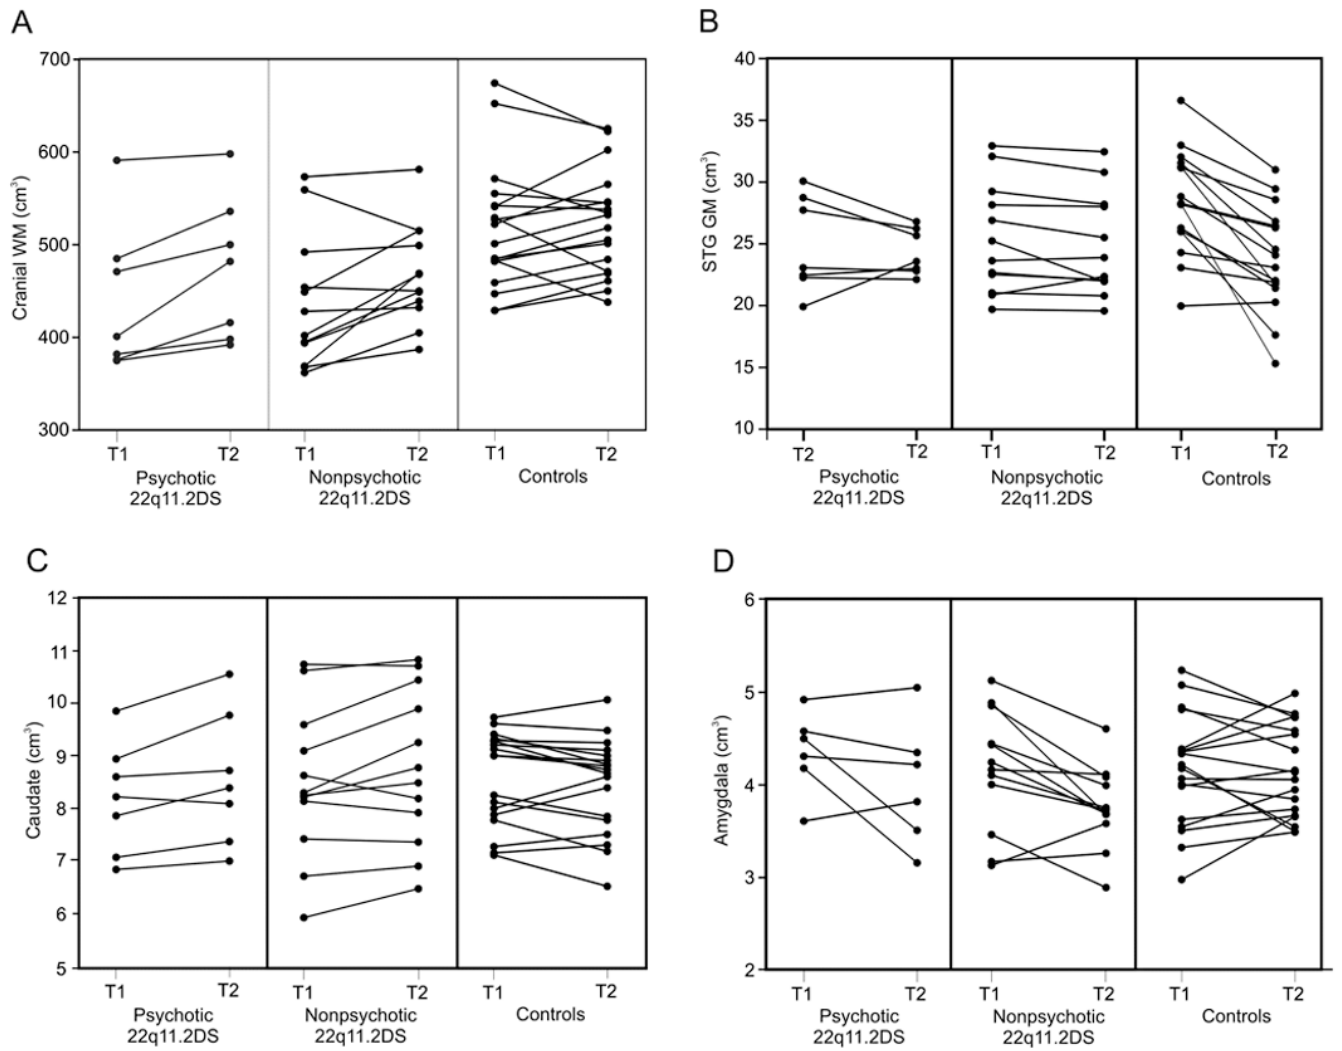 A
Cranial WM (cm³)
700
600
500
400
300
T1
T2
T1
T2
T1
T2
Psychotic
22q11.2DS
Nonpsychotic
22q11.2DS
Controls
B
STG GM (cm³)
40
35
30
25
20
15
10
T2
T2
T1
T2
T1
T2
Psychotic
22q11.2DS
Nonpsychotic
22q11.2DS
Controls
C
Caudate (cm³)
12
11
10
9
8
7
6
5
T1
T2
T1
T2
T1
T2
Psychotic
22q11.2DS
Nonpsychotic
22q11.2DS
Controls
D
Amygdala (cm³)
6
5
4
3
2
T1
T2
T1
T2
T1
T2
Psychotic
22q11.2DS
Nonpsychotic
22q11.2DS
Controls